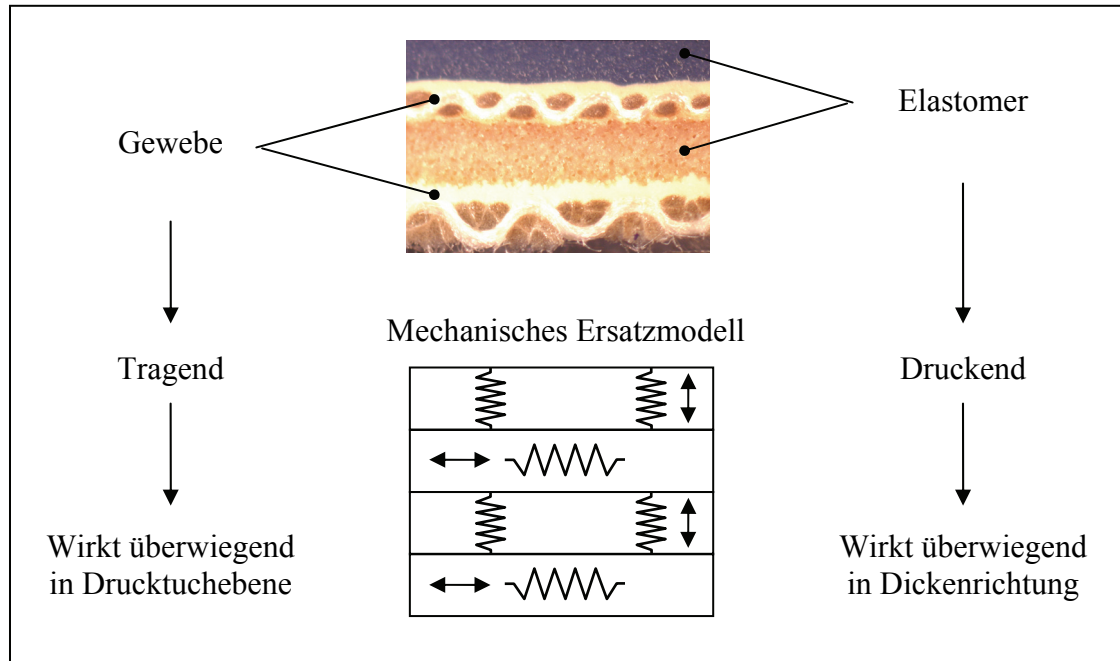 Gewebe
Elastomer
Mechanisches Ersatzmodell
Tragend
Druckend
Wirkt überwiegend
in Drucktuchebene
Wirkt überwiegend
in Dickenrichtung